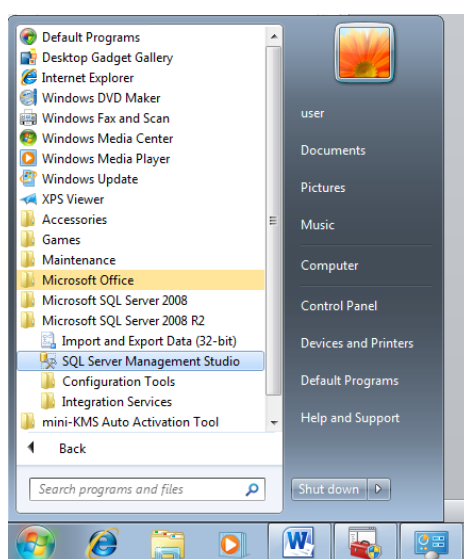 Default Programs
Desktop Gadget Gallery
Internet Explorer
Windows DVD Maker
Windows Fax and Scan
Windows Media Center
Windows Media Player
Windows Update
XPS Viewer
Accessories
Games
Maintenance
Microsoft Office
Microsoft SQL Server 2008
Microsoft SQL Server 2008 R2
Import and Export Data (32-bit)
SQL Server Management Studio
Configuration Tools
Integration Services
mini-KMS Auto Activation Tool
Back
Search programs and files
user
Documents
Pictures
Music
Computer
Control Panel
Devices and Printers
Default Programs
Help and Support
Shut down
W